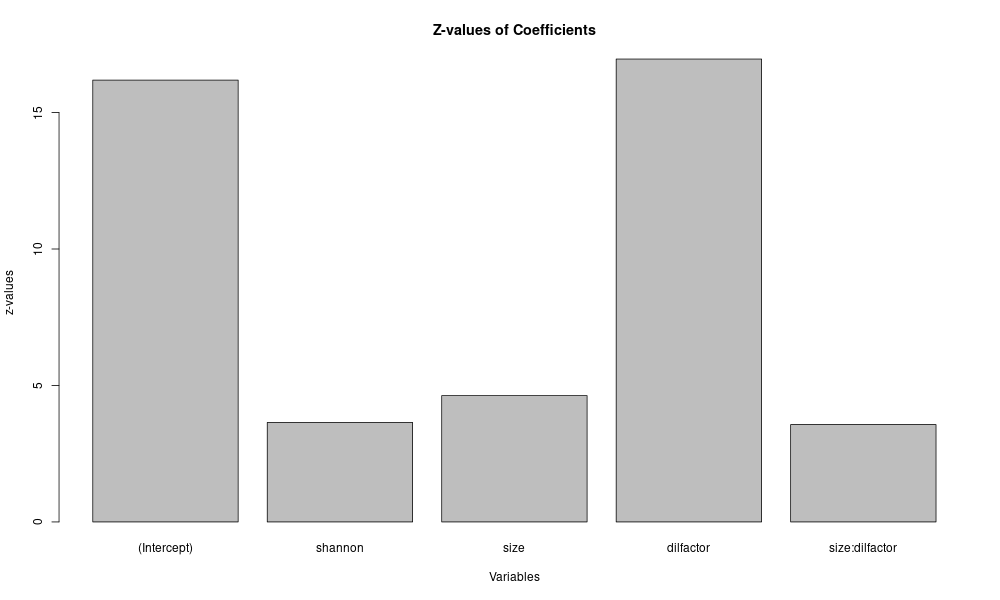 Z-values of Coefficients
z-values
15
10
5
0
(Intercept)
shannon
size
dilfactor
size:dilfactor
Variables